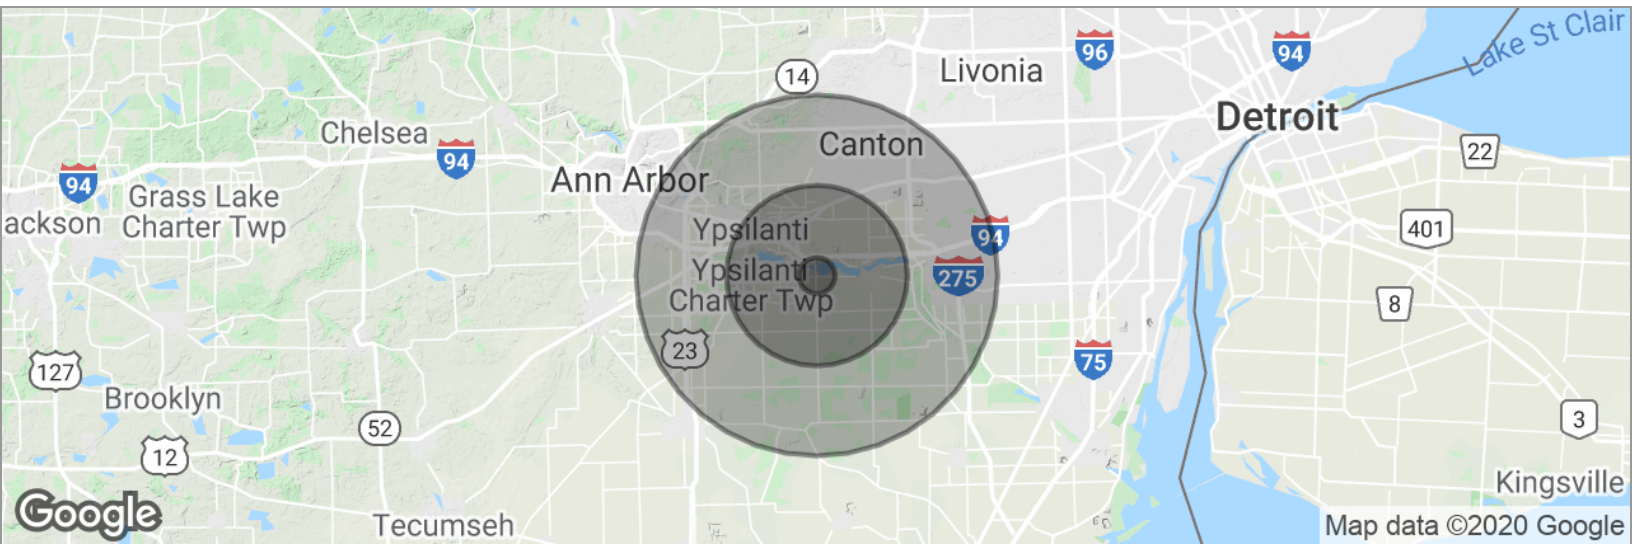 96
94
Lake St Clair
14
Livonia
Detroit
Chelsea
Canton
94
22
94
Ann Arbor
Grass Lake
Charter Twp
ackson
Ypsilanti
94
401
Ypsilanti
Charter Twp
275
8
23
75
127
Brooklyn
52
3
12
Kingsville
Google
Tecumseh
Map data ©2020 Google